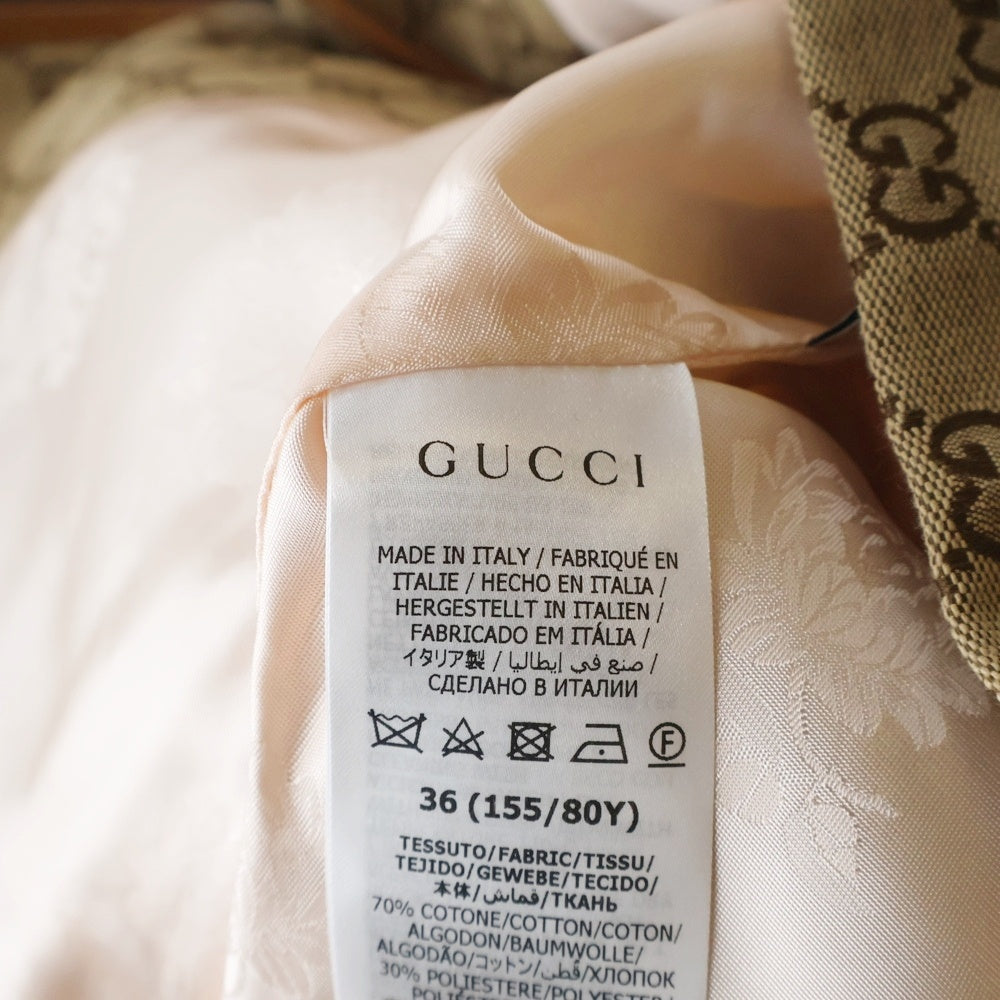 GUCCI
MADE IN ITALY / FABRIQUÉ EN
ITALIE / HECHO EN ITALIA /
HERGESTELLT IN ITALIEN /
FABRICADO EM ITÁLIA /
イタリア製 / صنع في إيطاليا /
СДЕЛАНО В ИТАЛИИ
F
36 (155/80Y)
TESSUTO/FABRIC/TISSU/
TEJIDO/GEWEBE/TECIDO/
本体/قماش/ТКАНЬ
70% COTONE/COTTON/COTON/
ALGODON/BAUMWOLLE/
ALGODÃO/コットン/قطن/ХЛОПОК
30% POLIESTERE/POLYESTER/